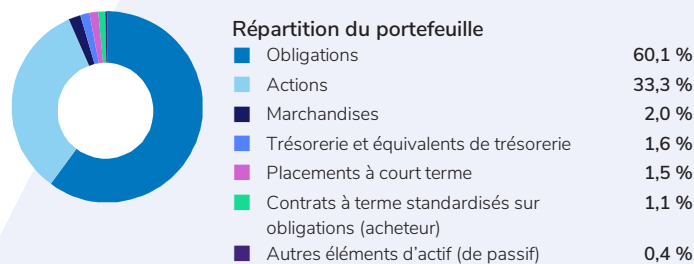 Répartition du portefeuille
Obligations 60,1 %
Actions 33,3 %
Marchandises 2,0 %
Trésorerie et équivalents de trésorerie 1,6 %
Placements à court terme 1,5 %
Contrats à terme standardisés sur 1,1 %
obligations (acheteur)
Autres éléments d'actif (de passif) 0,4 %